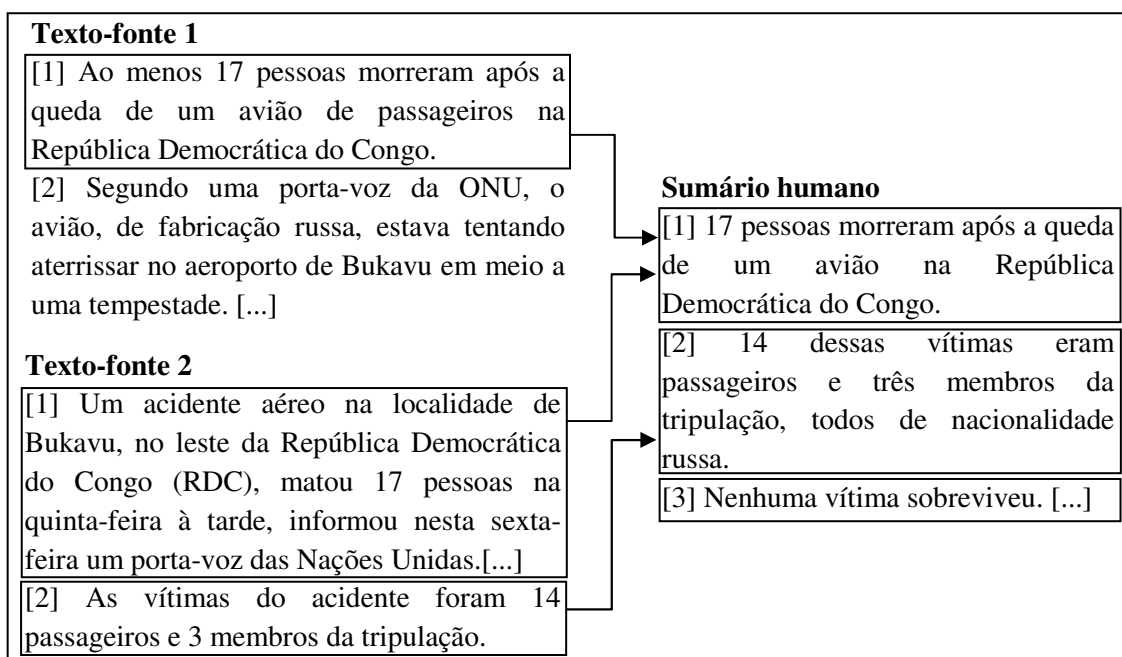 Texto-fonte 1
[1] Ao menos 17 pessoas morreram após a
queda de um avião de passageiros na
República Democrática do Congo.
[2] Segundo uma porta-voz da ONU, o
avião, de fabricação russa, estava tentando
aterrissar no aeroporto de Bukavu em meio a
uma tempestade. [...]
Texto-fonte 2
[1] Um acidente aéreo na localidade de
Bukavu, no leste da República Democrática
do Congo (RDC), matou 17 pessoas na
quinta-feira à tarde, informou nesta sexta-
feira um porta-voz das Nações Unidas.[...]
[2] As vítimas do acidente foram 14
passageiros e 3 membros da tripulação.
Sumário humano
[1] 17 pessoas morreram após a queda
de um avião na República
Democrática do Congo.
[2] 14 dessas vítimas eram
passageiros e três membros da
tripulação, todos de nacionalidade
russa.
[3] Nenhuma vítima sobreviveu. [...]